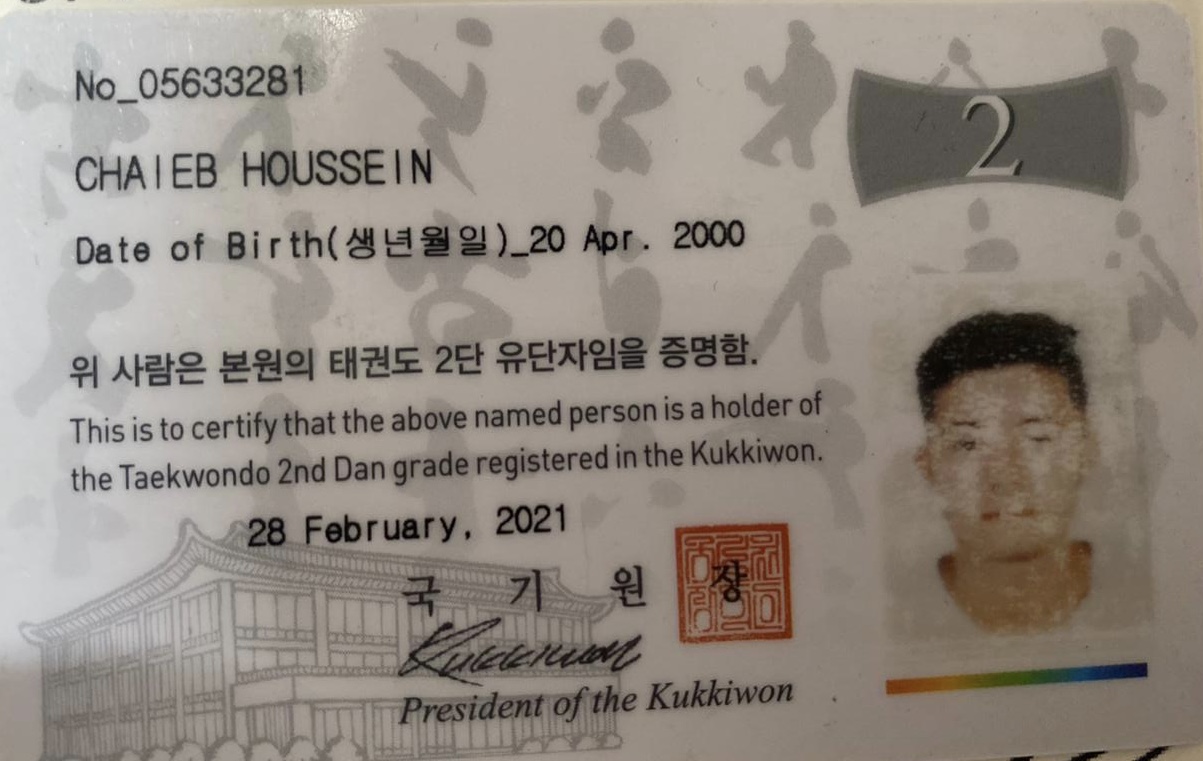 No_05633281
2
CHAIEB HOUSSEIN
Date of Birth(생년월일)_20 Apr. 2000
위 사람은 본원의 태권도 2단 유단자임을 증명함.
This is to certify that the above named person is a holder of
the Taekwondo 2nd Dan grade registered in the Kukkiwon.
28 February, 2021
국 기 원 장
Kukkiwon
President of the Kukkiwon